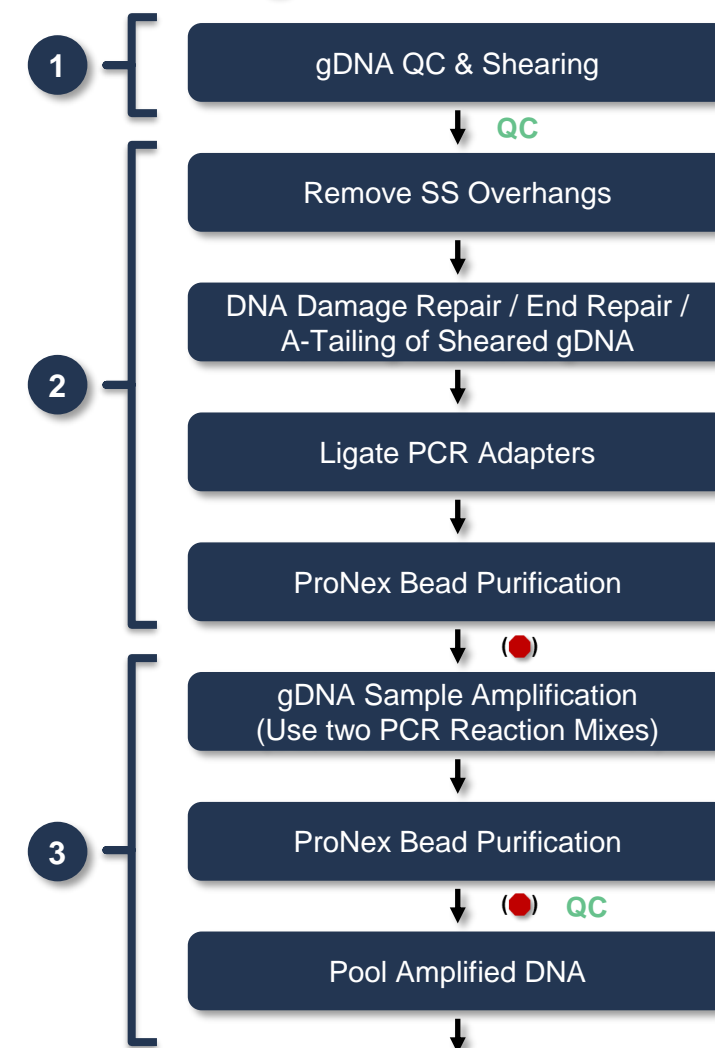 1
gDNA QC & Shearing
QC
Remove SS Overhangs
DNA Damage Repair / End Repair /
A-Tailing of Sheared gDNA
2
Ligate PCR Adapters
ProNex Bead Purification
()
gDNA Sample Amplification
(Use two PCR Reaction Mixes)
3
ProNex Bead Purification
() QC
Pool Amplified DNA